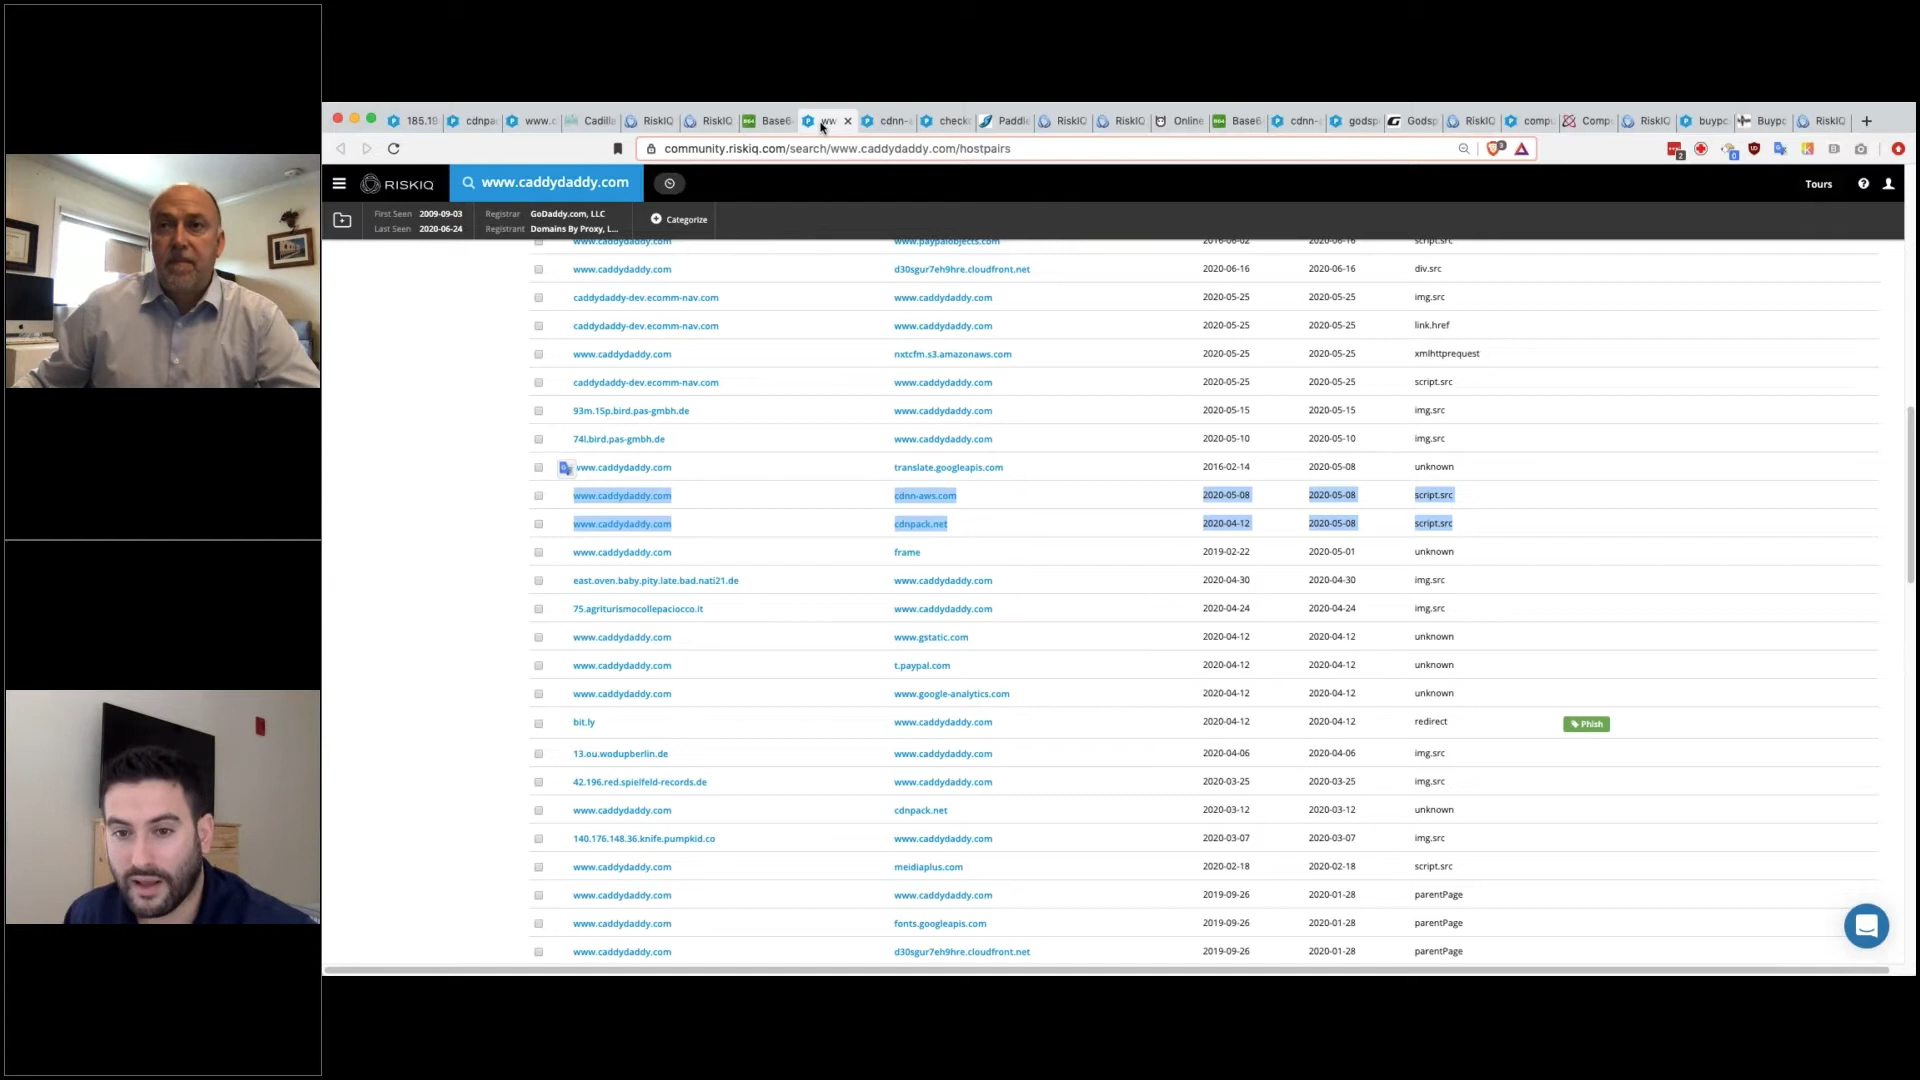 185.19 cdnpa www.c Cadilla RiskIQ RiskIQ Base6 ww cdnn- check Paddle RiskIQ RiskIQ Online Base6 cdnn- godsp Godsp RiskIQ compu Comp RiskIQ buypc Buypc RiskIQ
community.riskiq.com/search/www.caddydaddy.com/hostpairs
RISKIQ www.caddydaddy.com Tours
First Seen 2009-09-03 Registrar GoDaddy.com, LLC
Categorize
Last Seen 2020-06-24 Registrant Domains By Proxy, L...
www.caddydaddy.com www.paypalobjects.com 2016-06-02 2020-06-16 script.src
www.caddydaddy.com d30sgur7eh9hre.cloudfront.net 2020-06-16 2020-06-16 div.src
caddydaddy-dev.ecomm-nav.com www.caddydaddy.com 2020-05-25 2020-05-25 img.src
caddydaddy-dev.ecomm-nav.com www.caddydaddy.com 2020-05-25 2020-05-25 link.href
www.caddydaddy.com nxtcfm.s3.amazonaws.com 2020-05-25 2020-05-25 xmlhttprequest
caddydaddy-dev.ecomm-nav.com www.caddydaddy.com 2020-05-25 2020-05-25 script.src
93m.15p.bird.pas-gmbh.de www.caddydaddy.com 2020-05-15 2020-05-15 img.src
74l.bird.pas-gmbh.de www.caddydaddy.com 2020-05-10 2020-05-10 img.src
www.caddydaddy.com translate.googleapis.com 2016-02-14 2020-05-08 unknown
www.caddydaddy.com cdnn-aws.com 2020-05-08 2020-05-08 script.src
www.caddydaddy.com cdnpack.net 2020-04-12 2020-05-08 script.src
www.caddydaddy.com frame 2019-02-22 2020-05-01 unknown
east.oven.baby.pity.late.bad.nati21.de www.caddydaddy.com 2020-04-30 2020-04-30 img.src
75.agriturismocollepaciocco.it www.caddydaddy.com 2020-04-24 2020-04-24 img.src
www.caddydaddy.com www.gstatic.com 2020-04-12 2020-04-12 unknown
www.caddydaddy.com t.paypal.com 2020-04-12 2020-04-12 unknown
www.caddydaddy.com www.google-analytics.com 2020-04-12 2020-04-12 unknown
bit.ly www.caddydaddy.com 2020-04-12 2020-04-12 redirect Phish
13.ou.wodupberlin.de www.caddydaddy.com 2020-04-06 2020-04-06 img.src
42.196.red.spielfeld-records.de www.caddydaddy.com 2020-03-25 2020-03-25 img.src
www.caddydaddy.com cdnpack.net 2020-03-12 2020-03-12 unknown
140.176.148.36.knife.pumpkid.co www.caddydaddy.com 2020-03-07 2020-03-07 img.src
www.caddydaddy.com meidiaplus.com 2020-02-18 2020-02-18 script.src
www.caddydaddy.com www.caddydaddy.com 2019-09-26 2020-01-28 parentPage
www.caddydaddy.com fonts.googleapis.com 2019-09-26 2020-01-28 parentPage
www.caddydaddy.com d30sgur7eh9hre.cloudfront.net 2019-09-26 2020-01-28 parentPage